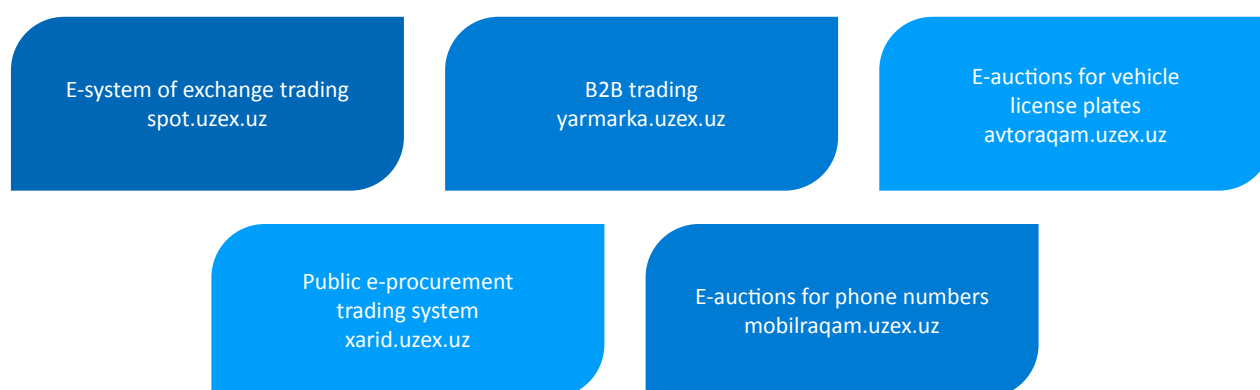 E-system of exchange trading
spot.uzex.uz
B2B trading
yarmarka.uzex.uz
E-auctions for vehicle
license plates
avtoraqam.uzex.uz
Public e-procurement
trading system
xarid.uzex.uz
E-auctions for phone numbers
mobilraqam.uzex.uz